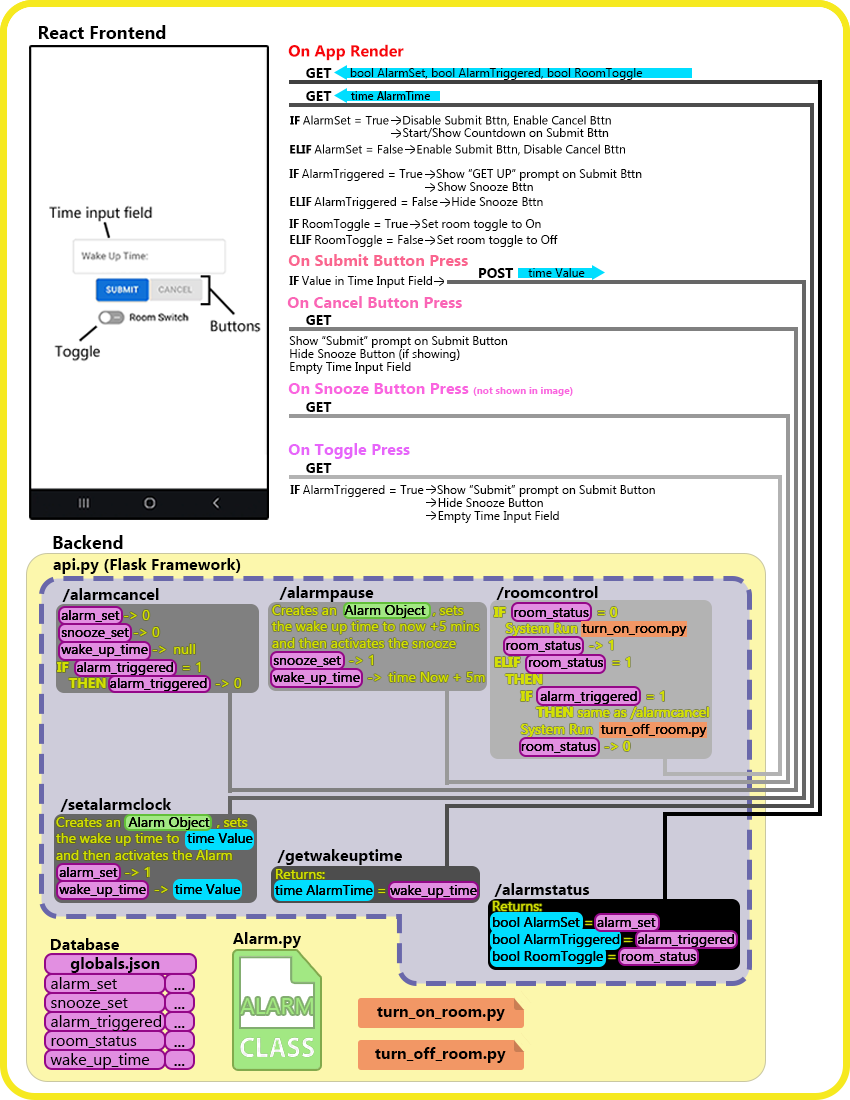 React Frontend
Time input field
Wake Up Time:
SUBMIT CANCEL
Room Switch
Buttons
Toggle
On App Render
GET bool AlarmSet, bool AlarmTriggered, bool RoomToggle
GET time AlarmTime
IF AlarmSet = True→Disable Submit Bttn, Enable Cancel Bttn
→Start/Show Countdown on Submit Bttn
ELIF AlarmSet = False→Enable Submit Bttn, Disable Cancel Bttn
IF AlarmTriggered = True→Show "GET UP" prompt on Submit Bttn
→Show Snooze Bttn
ELIF AlarmTriggered = False→Hide Snooze Bttn
IF RoomToggle = True→Set room toggle to On
ELIF RoomToggle = False→Set room toggle to Off
On Submit Button Press
IF Value in Time Input Field→ POST time Value
On Cancel Button Press
GET
Show "Submit" prompt on Submit Button
Hide Snooze Button (if showing)
Empty Time Input Field
On Snooze Button Press (not shown in image)
GET
On Toggle Press
GET
IF AlarmTriggered = True→Show "Submit" prompt on Submit Button
→Hide Snooze Button
→Empty Time Input Field
Backend
api.py (Flask Framework)
/alarmcancel
alarm_set -> 0
snooze_set -> 0
wake_up_time -> null
IF alarm_triggered = 1
THEN alarm_triggered -> 0
/alarmpause
Creates an Alarm Object , sets
the wake up time to now +5 mins
and then activates the snooze
snooze_set -> 1
wake_up_time -> time Now + 5m
/roomcontrol
IF room_status = 0
System Run turn_on_room.py
room_status -> 1
ELIF room_status = 1
THEN
IF alarm_triggered = 1
THEN same as /alarmcancel
System Run turn_off_room.py
room_status -> 0
/setalarmclock
Creates an Alarm Object , sets
the wake up time to time Value
and then activates the Alarm
alarm_set -> 1
wake_up_time -> time Value
/getwakeuptime
Returns:
time AlarmTime = wake_up_time
/alarmstatus
Returns:
bool AlarmSet = alarm_set
bool AlarmTriggered = alarm_triggered
bool RoomToggle = room_status
Database
globals.json
alarm_set ...
snooze_set ...
alarm_triggered ...
room_status ...
wake_up_time ...
Alarm.py
ALARM
CLASS
turn_on_room.py
turn_off_room.py